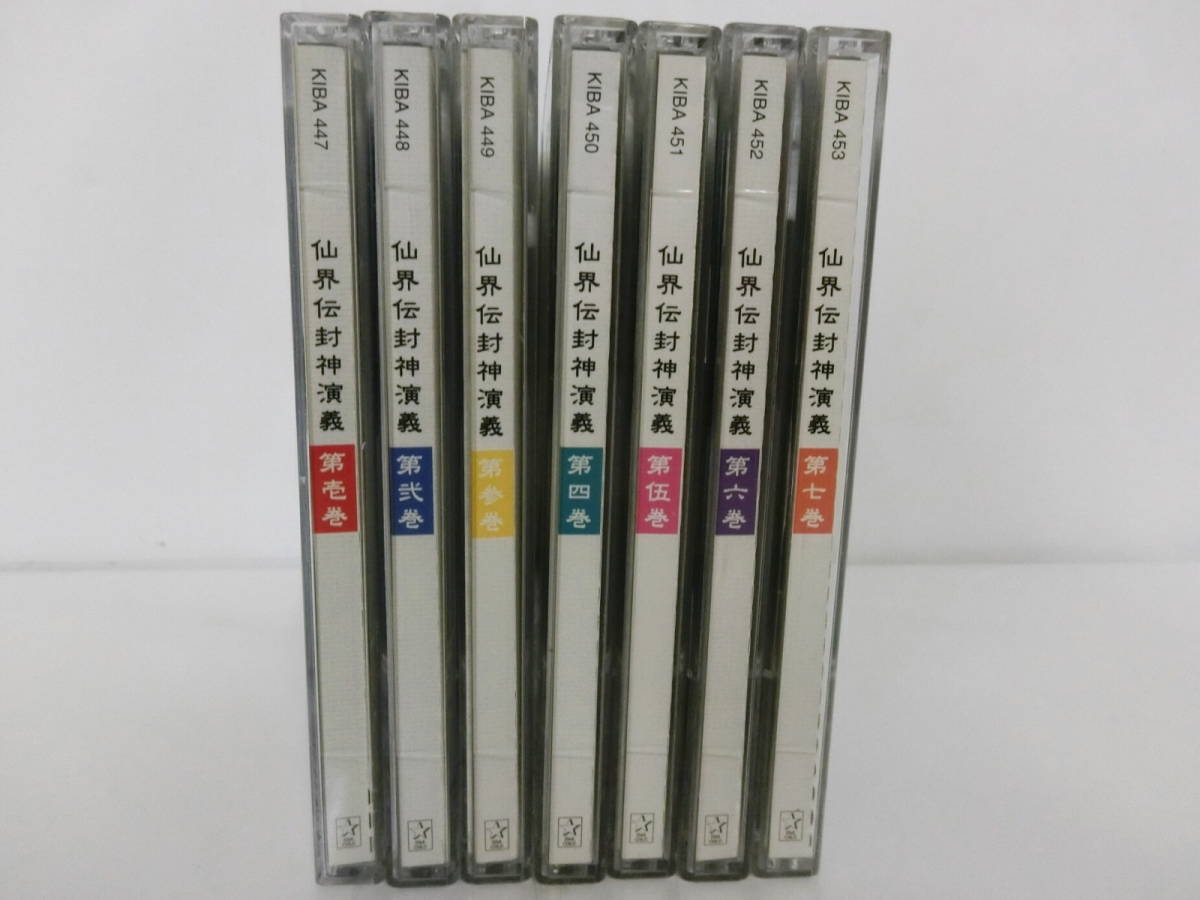 KIBA 447
仙界伝封神演義
第壱巻
KIBA 448
仙界伝封神演義
第弐巻
KIBA 449
仙界伝封神演義
第参巻
KIBA 450
仙界伝封神演義
第四巻
KIBA 451
仙界伝封神演義
第伍巻
KIBA 452
仙界伝封神演義
第六巻
KIBA 453
仙界伝封神演義
第七巻